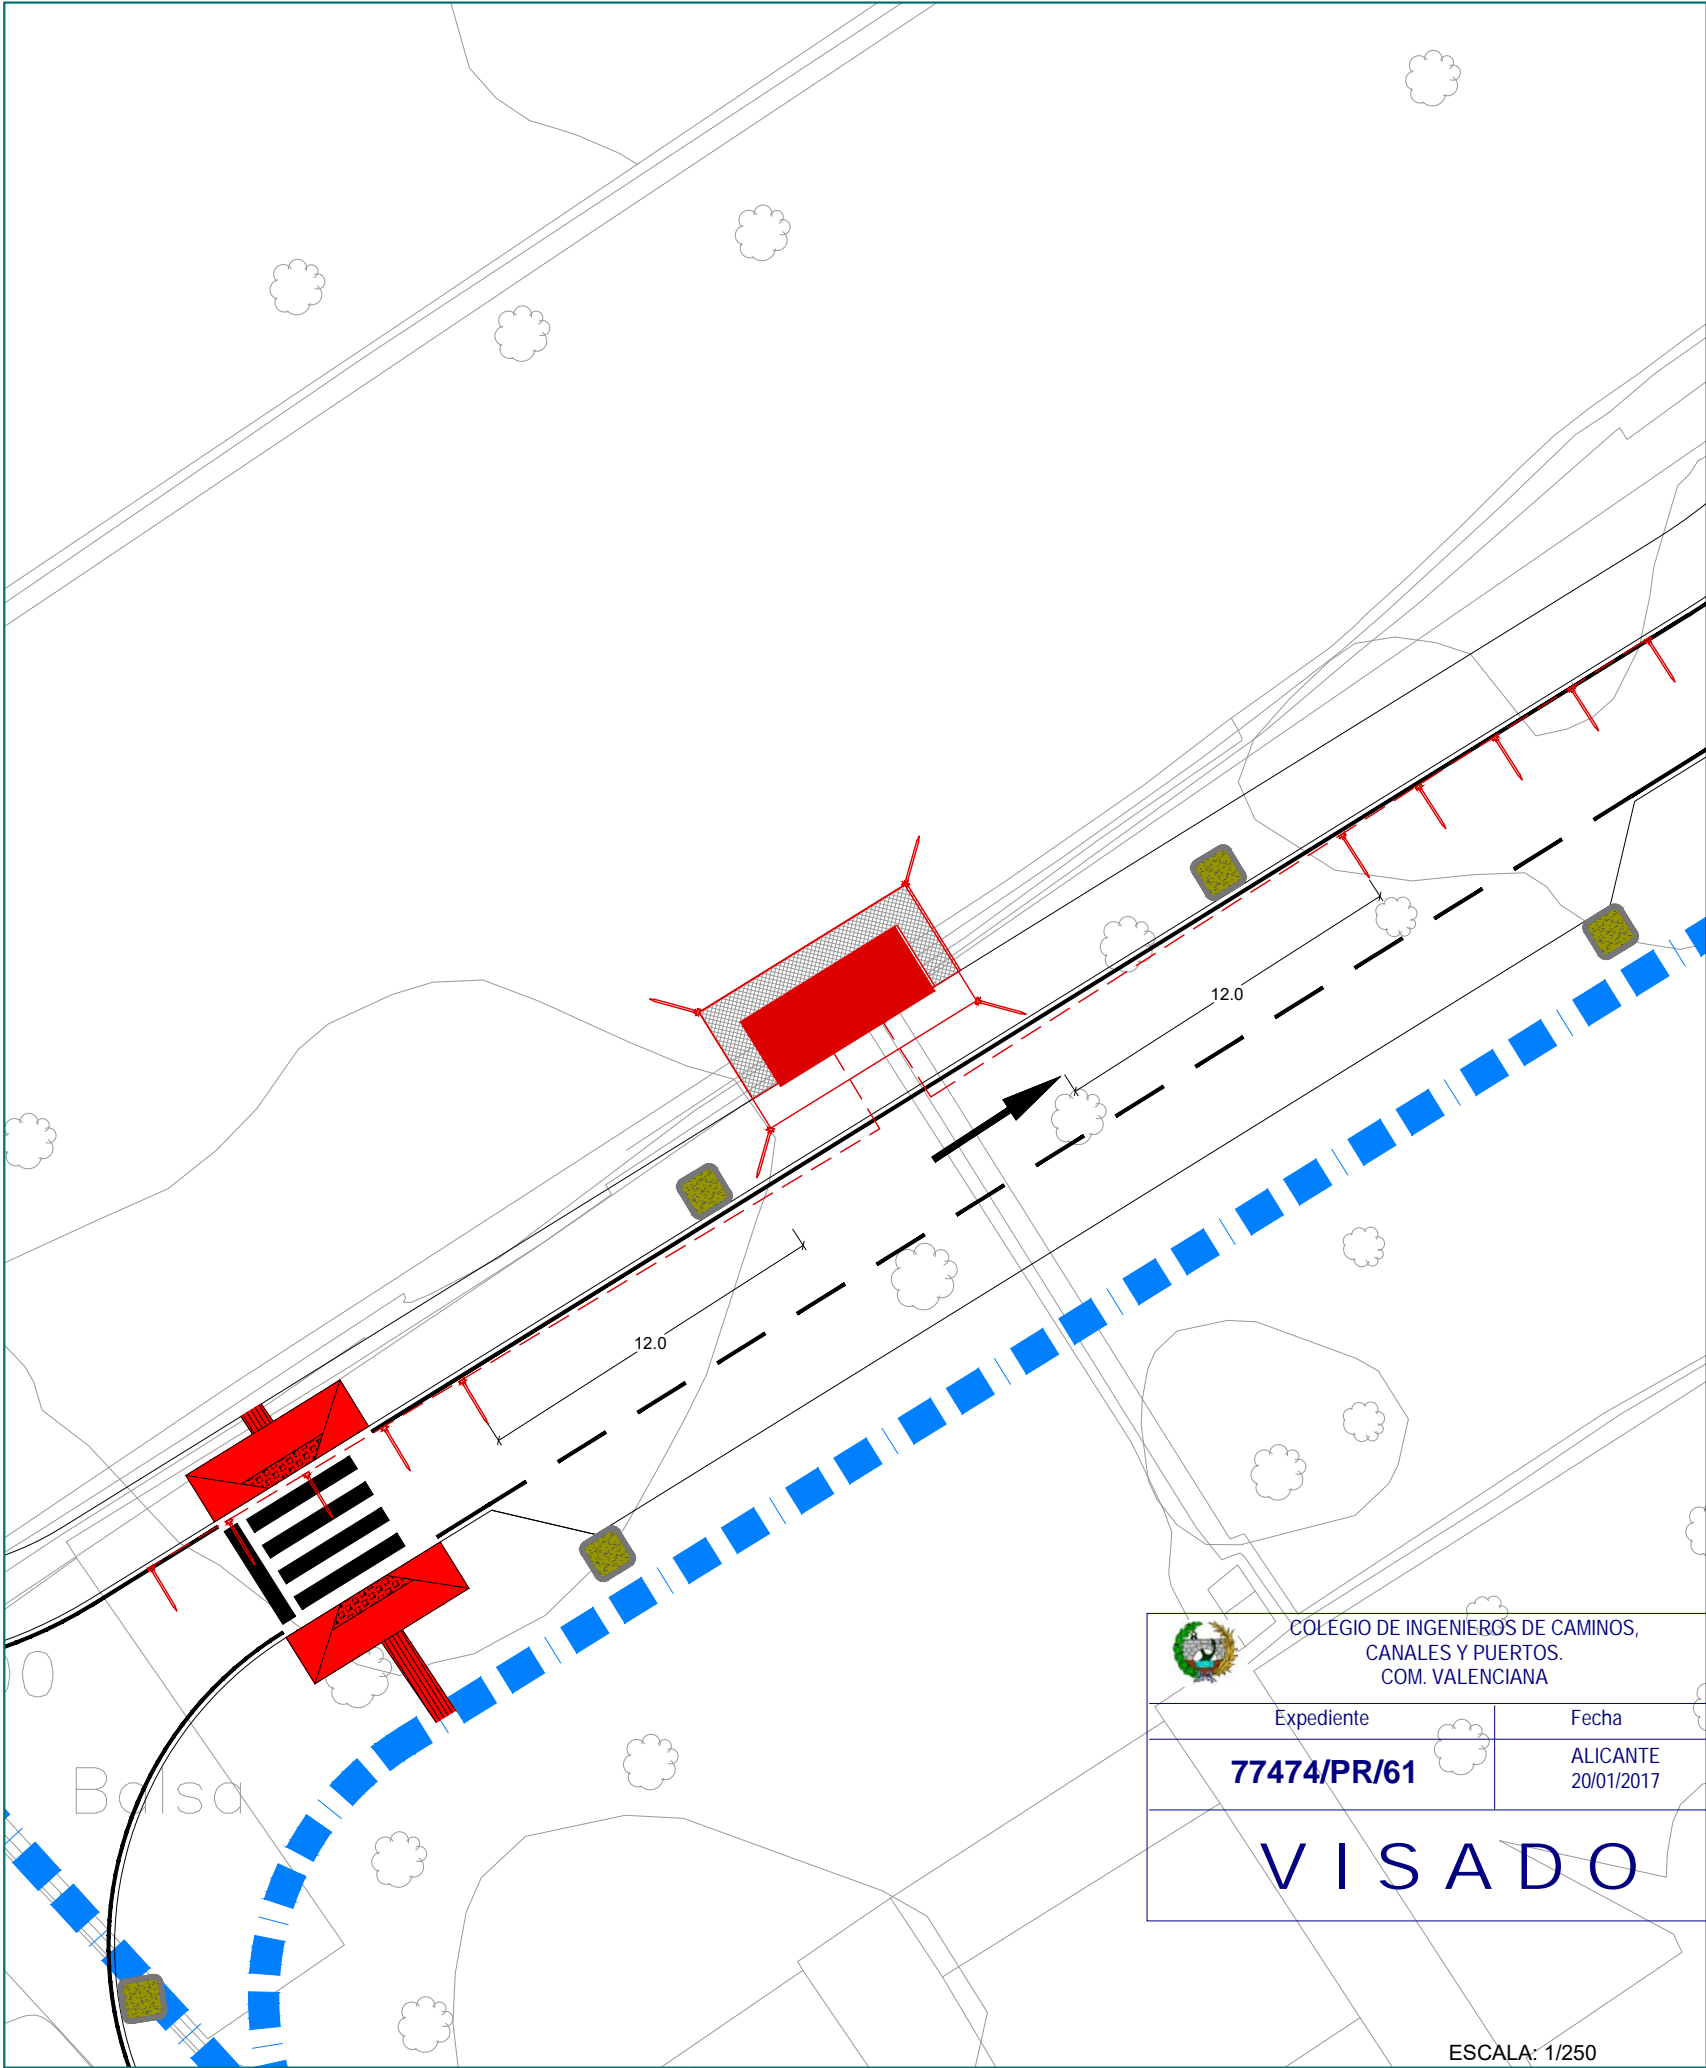 12.0
12.0
Balsa
COLEGIO DE INGENIEROS DE CAMINOS,
CANALES Y PUERTOS.
COM. VALENCIANA
Expediente
Fecha
77474/PR/61
ALICANTE
20/01/2017
VISADO
ESCALA: 1/250